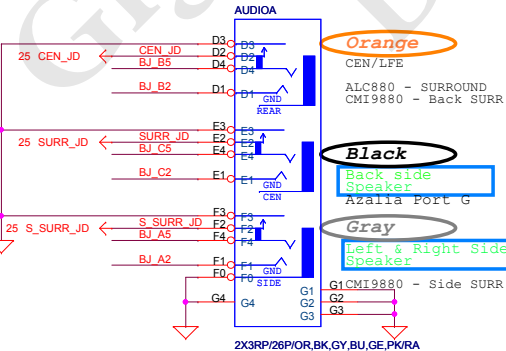 AUDIOA
D3 D3
25 CEN_JD CEN_JD D2 D2
BJ_B5 D4 D4
BJ_B2 D1 D1
GND
REAR
Orange
CEN/LFE
ALC880 - SURROUND
CMI9880 - Back SURR
E3 E3
25 SURR_JD SURR_JD E2 E2
BJ_C5 E4 E4
BJ_C2 E1 E1
GND
CEN
Black
Back side
Speaker
Azalia Port G
F3 F3
25 S_SURR_JD S_SURR_JD F2 F2
BJ_A5 F4 F4
BJ_A2 F1 F1
GND
F0 F0 SIDE
Gray
Left & Right Side
Speaker
CMI9880 - Side SURR
G4 G4
G1 G1
G2 G2
G3 G3
2X3RP/26P/OR,BK,GY,BU,GE,PK/RA